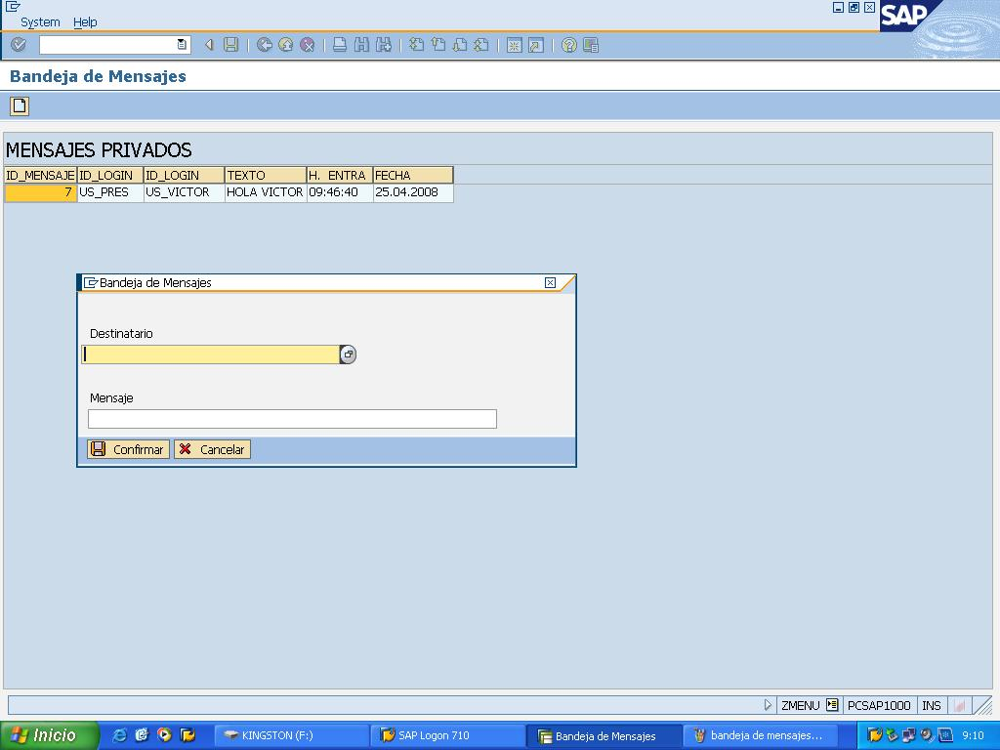 System Help
SAP
Bandeja de Mensajes
MENSAJES PRIVADOS
ID_MENSAJE ID_LOGIN ID_LOGIN TEXTO H. ENTRA FECHA
7 US_PRES US_VICTOR HOLA VICTOR 09:46:40 25.04.2008
Bandeja de Mensajes
Destinatario
Mensaje
Confirmar Cancelar
ZMENU PCSAP1000 INS
Inicio KINGSTON (F:) SAP Logon 710 Bandeja de Mensajes bandeja de mensajes... 9:10